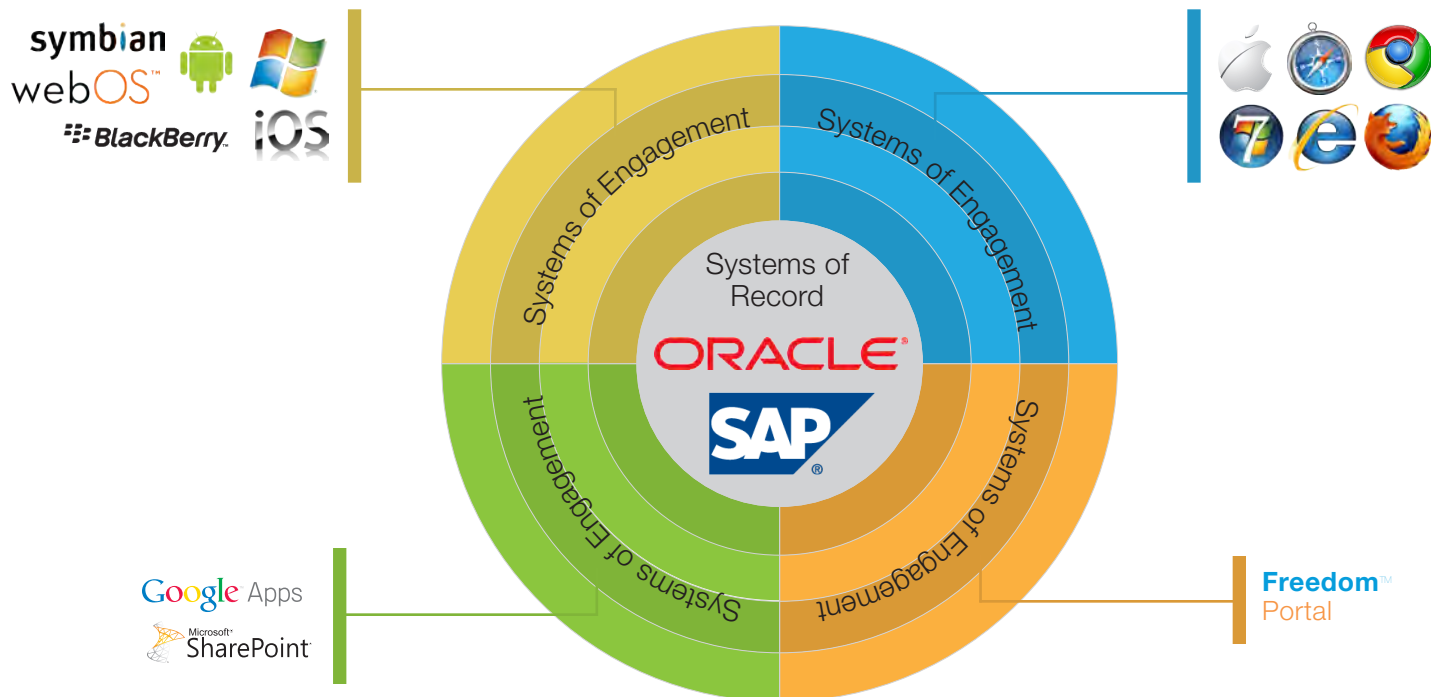 symbian
webOS™
BlackBerry
iOS
7
Systems of Engagement
Systems of Engagement
Systems of
Record
ORACLE®
SAP
®
Systems of Engagement
Systems of Engagement
Google Apps
Microsoft®
SharePoint
Freedom™
Portal